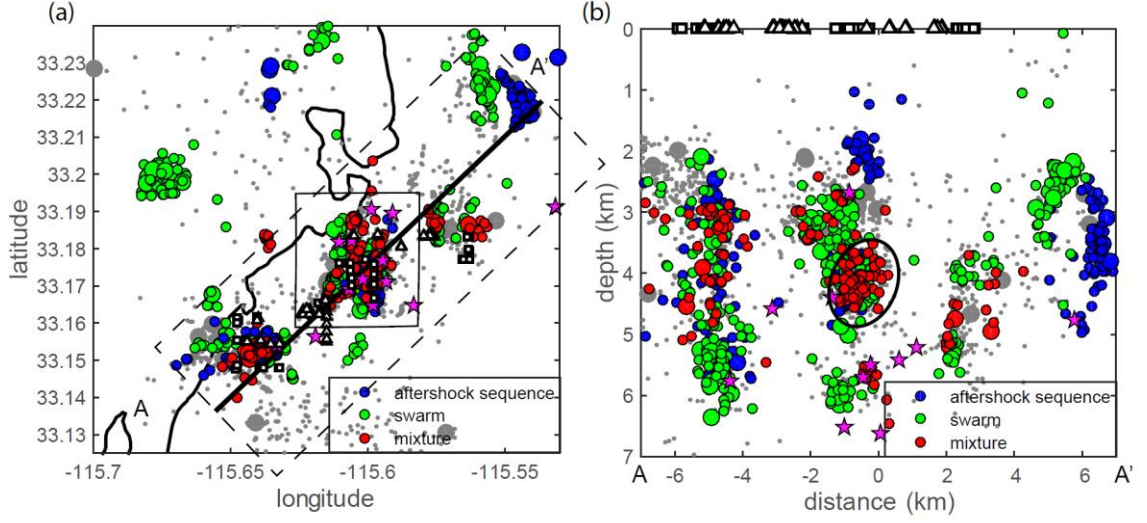 (a)
33.23
33.22
33.21
33.2
33.19
33.18
33.17
33.16
33.15
33.14
33.13
latitude
-115.7
-115.65
-115.6
-115.55
longitude
A
A'
aftershock sequence
swarm
mixture
(b)
0
1
2
3
4
5
6
7
depth (km)
A
-6
-4
-2
0
2
4
6
A'
distance (km)
aftershock sequence
swarm
mixture